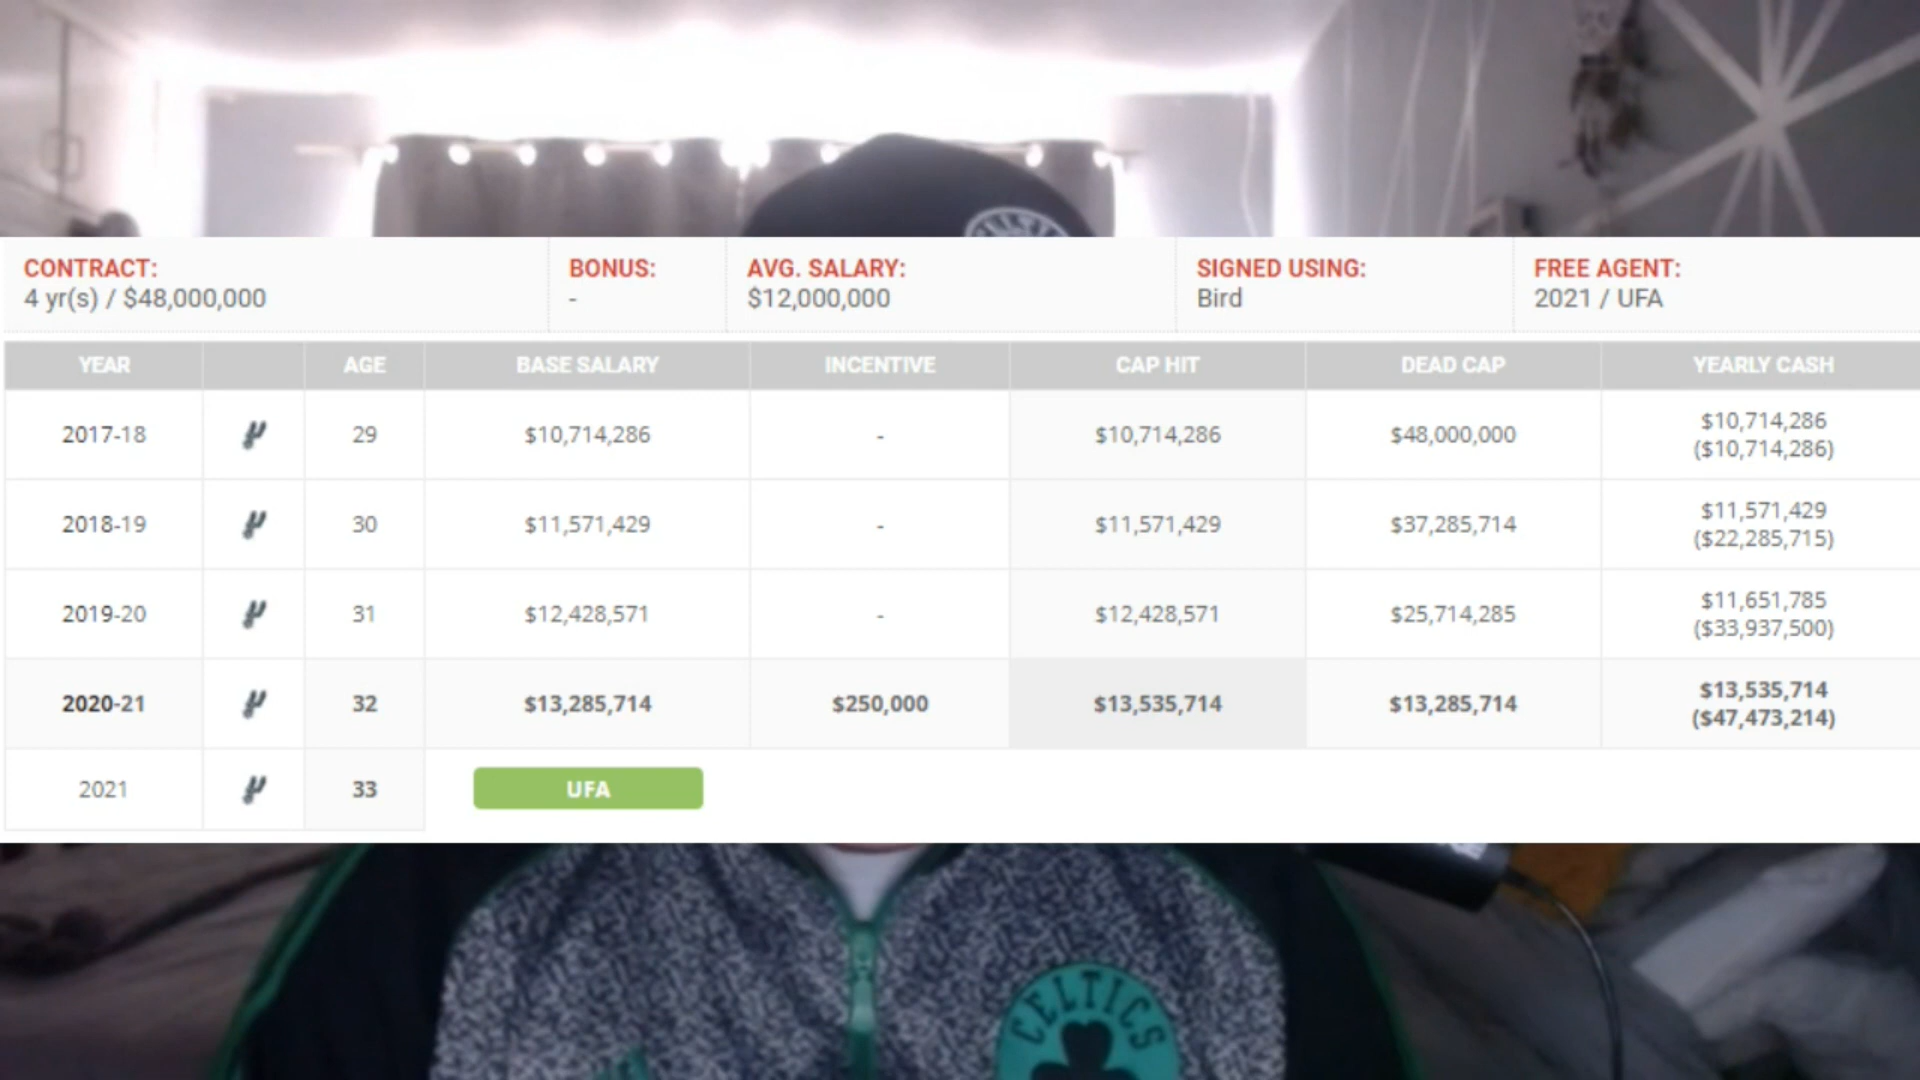 CONTRACT:
4 yr(s) / $48,000,000
BONUS:
-
AVG. SALARY:
$12,000,000
SIGNED USING:
Bird
FREE AGENT:
2021 / UFA
YEAR AGE BASE SALARY INCENTIVE CAP HIT DEAD CAP YEARLY CASH
2017-18 29 $10,714,286 - $10,714,286 $48,000,000 $10,714,286
($10,714,286)
2018-19 30 $11,571,429 - $11,571,429 $37,285,714 $11,571,429
($22,285,715)
2019-20 31 $12,428,571 - $12,428,571 $25,714,285 $11,651,785
($33,937,500)
2020-21 32 $13,285,714 $250,000 $13,535,714 $13,285,714 $13,535,714
($47,473,214)
2021 33 UFA
CELTICS